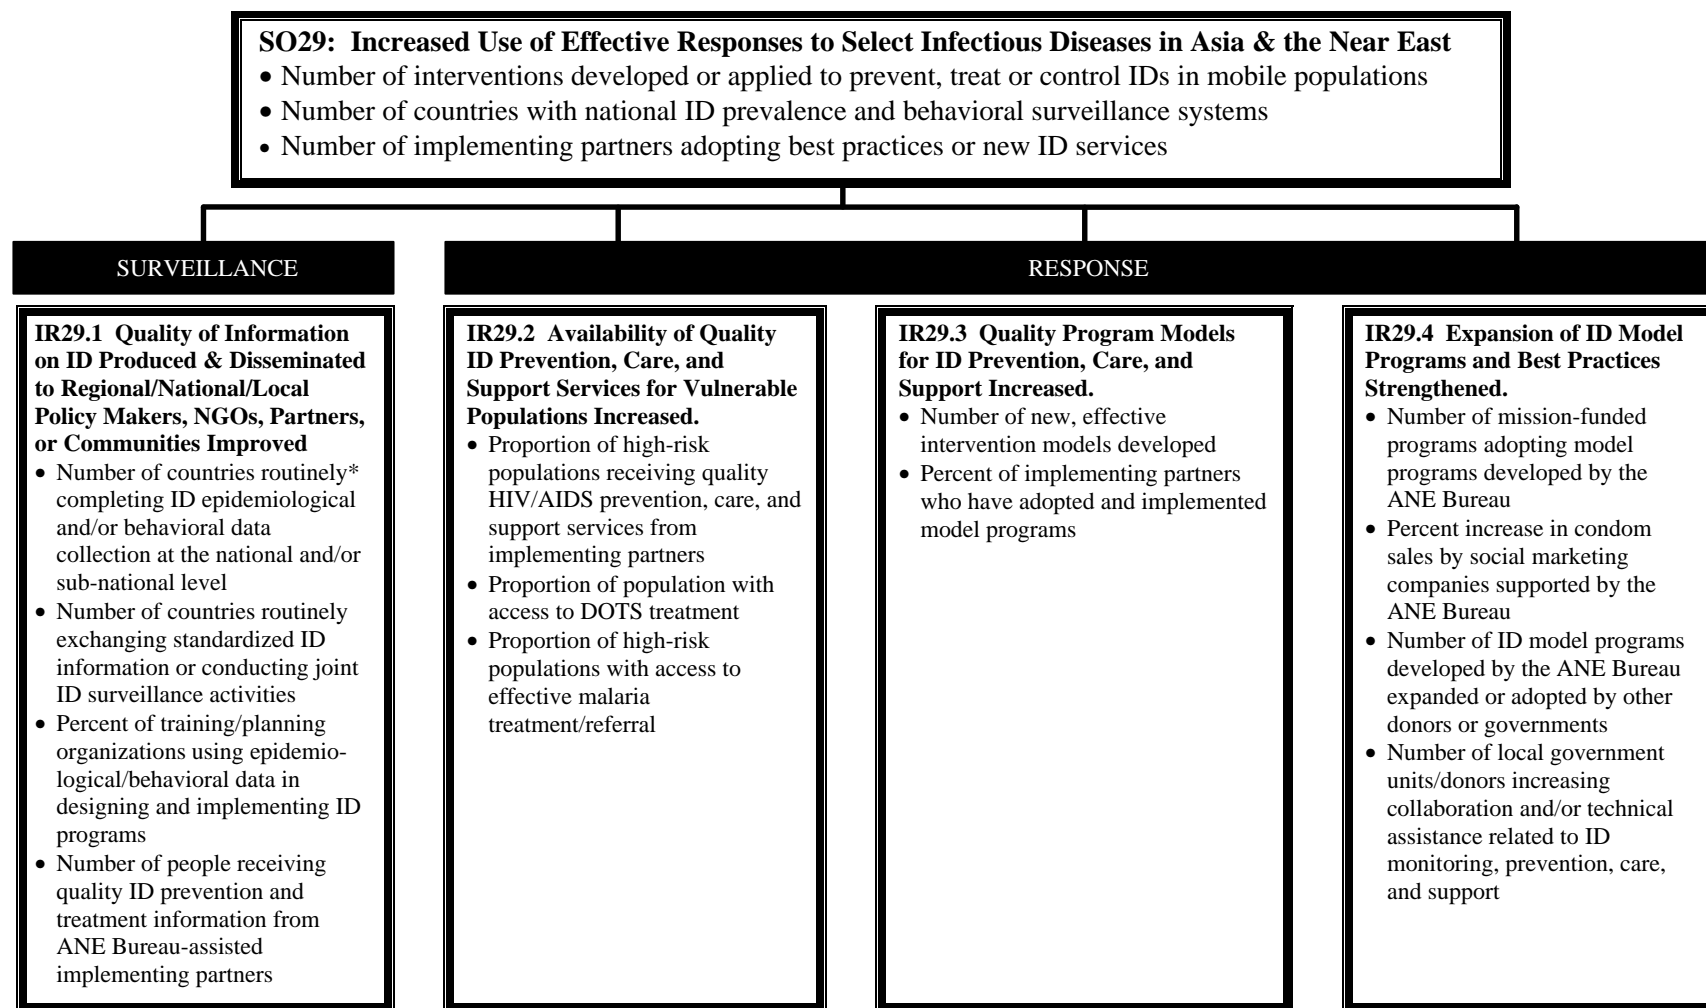 SO29: Increased Use of Effective Responses to Select Infectious Diseases in Asia & the Near East
• Number of interventions developed or applied to prevent, treat or control IDs in mobile populations
• Number of countries with national ID prevalence and behavioral surveillance systems
• Number of implementing partners adopting best practices or new ID services
SURVEILLANCE
RESPONSE
IR29.1 Quality of Information
on ID Produced & Disseminated
to Regional/National/Local
Policy Makers, NGOs, Partners,
or Communities Improved
• Number of countries routinely*
completing ID epidemiological
and/or behavioral data
collection at the national and/or
sub-national level
• Number of countries routinely
exchanging standardized ID
information or conducting joint
ID surveillance activities
• Percent of training/planning
organizations using epidemio-
logical/behavioral data in
designing and implementing ID
programs
• Number of people receiving
quality ID prevention and
treatment information from
ANE Bureau-assisted
implementing partners
IR29.2 Availability of Quality
ID Prevention, Care, and
Support Services for Vulnerable
Populations Increased.
• Proportion of high-risk
populations receiving quality
HIV/AIDS prevention, care, and
support services from
implementing partners
• Proportion of population with
access to DOTS treatment
• Proportion of high-risk
populations with access to
effective malaria
treatment/referral
IR29.3 Quality Program Models
for ID Prevention, Care, and
Support Increased.
• Number of new, effective
intervention models developed
• Percent of implementing partners
who have adopted and implemented
model programs
IR29.4 Expansion of ID Model
Programs and Best Practices
Strengthened.
• Number of mission-funded
programs adopting model
programs developed by the
ANE Bureau
• Percent increase in condom
sales by social marketing
companies supported by the
ANE Bureau
• Number of ID model programs
developed by the ANE Bureau
expanded or adopted by other
donors or governments
• Number of local government
units/donors increasing
collaboration and/or technical
assistance related to ID
monitoring, prevention, care,
and support